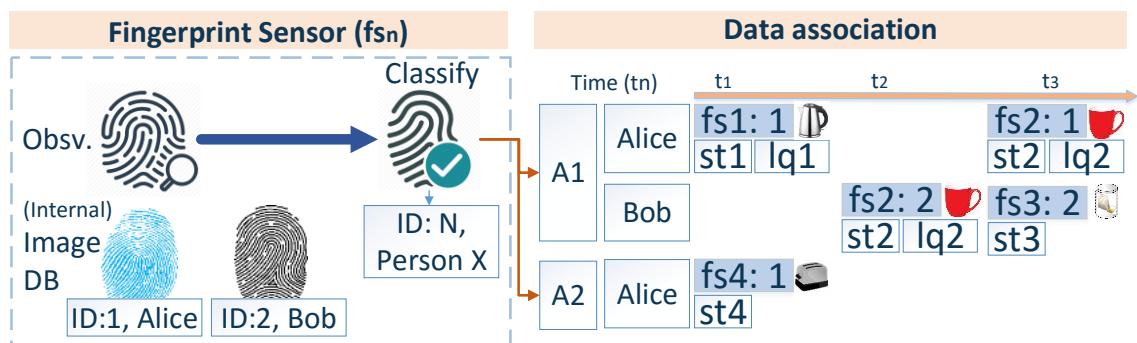 Fingerprint Sensor (fsn)
Data association
Classify
Obsv.
(Internal)
Image
DB
ID: N,
Person X
ID:1, Alice
ID:2, Bob
Time (tn)
t1
t2
t3
A1
Alice
fs1: 1
st1
lq1
fs2: 1
st2
lq2
Bob
fs2: 2
st2
lq2
fs3: 2
st3
A2
Alice
fs4: 1
st4